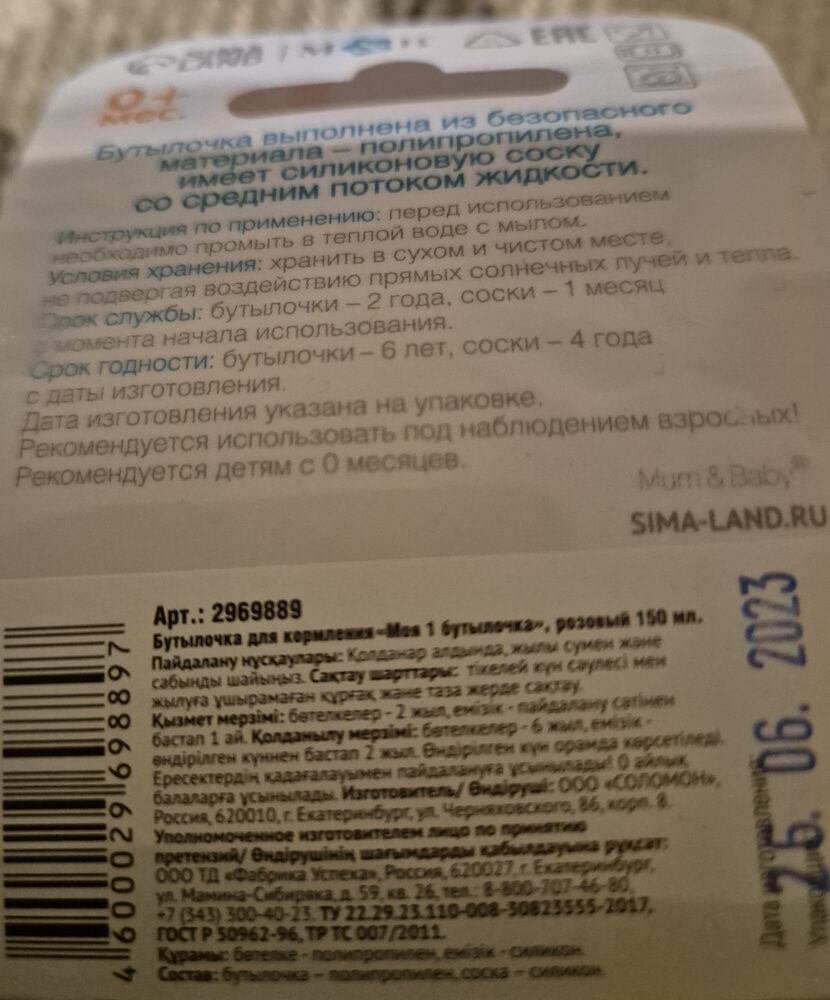 SIMA LAND
EAC
0+
мес.
Бутылочка выполнена из безопасного
материала – полипропилена,
имеет силиконовую соску
со средним потоком жидкости.
Инструкция по применению: перед использованием
необходимо промыть в теплой воде с мылом.
Условия хранения: хранить в сухом и чистом месте,
не подвергая воздействию прямых солнечных лучей и тепла.
Срок службы: бутылочки – 2 года, соски – 1 месяц
с момента начала использования.
Срок годности: бутылочки – 6 лет, соски – 4 года
с даты изготовления.
Дата изготовления указана на упаковке.
Рекомендуется использовать под наблюдением взрослых!
Рекомендуется детям с 0 месяцев.
Mum & Baby®
SIMA-LAND.RU
Арт.: 2969889
Бутылочка для кормления «Моя 1 бутылочка», розовый 150 мл.
Пайдалану нұсқаулары: Қолданар алдында, жылы сумен және
сабынды шайыңыз. Сақтау шарттары: тікелей күн сәулесі мен
жылуға ұшырамаған құрғақ және таза жерде сақтау.
Қызмет мерзімі: бөтелкелер - 2 жыл, емізік - пайдалану сәтінен
бастап 1 ай. Қолданылу мерзімі: бөтелкелер - 6 жыл, емізік -
өндірілген күннен бастап 2 жыл. Өндірілген күн орамда көрсетіледі.
Ересектердің қадағалауымен пайдалануға ұсынылады! 0 айлық
балаларға ұсынылады. Изготовитель/ Өндіруші: ООО «СОЛОМОН»,
Россия, 620010, г. Екатеринбург, ул. Черняховского, 86, корп. 8.
Уполномоченное изготовителем лицо по принятию
претензий/ Өндірушінің шағымдарды қабылдауына рұқсат:
ООО ТД «Фабрика Успеха», Россия, 620027, г. Екатеринбург,
ул. Мамина-Сибиряка, д. 59, кв. 26, тел.: 8-800-707-46-80,
+7 (343) 300-40-23. ТУ 22.29.23.110-008-30823555-2017,
ГОСТ Р 50962-96, ТР ТС 007/2011.
Құрамы: бөтелке - полипропилен, емізік - силикон.
Состав: бутылочка – полипропилен, соска – силикон.
4 600029 698897
Дата изготовления:
25. 06. 2023